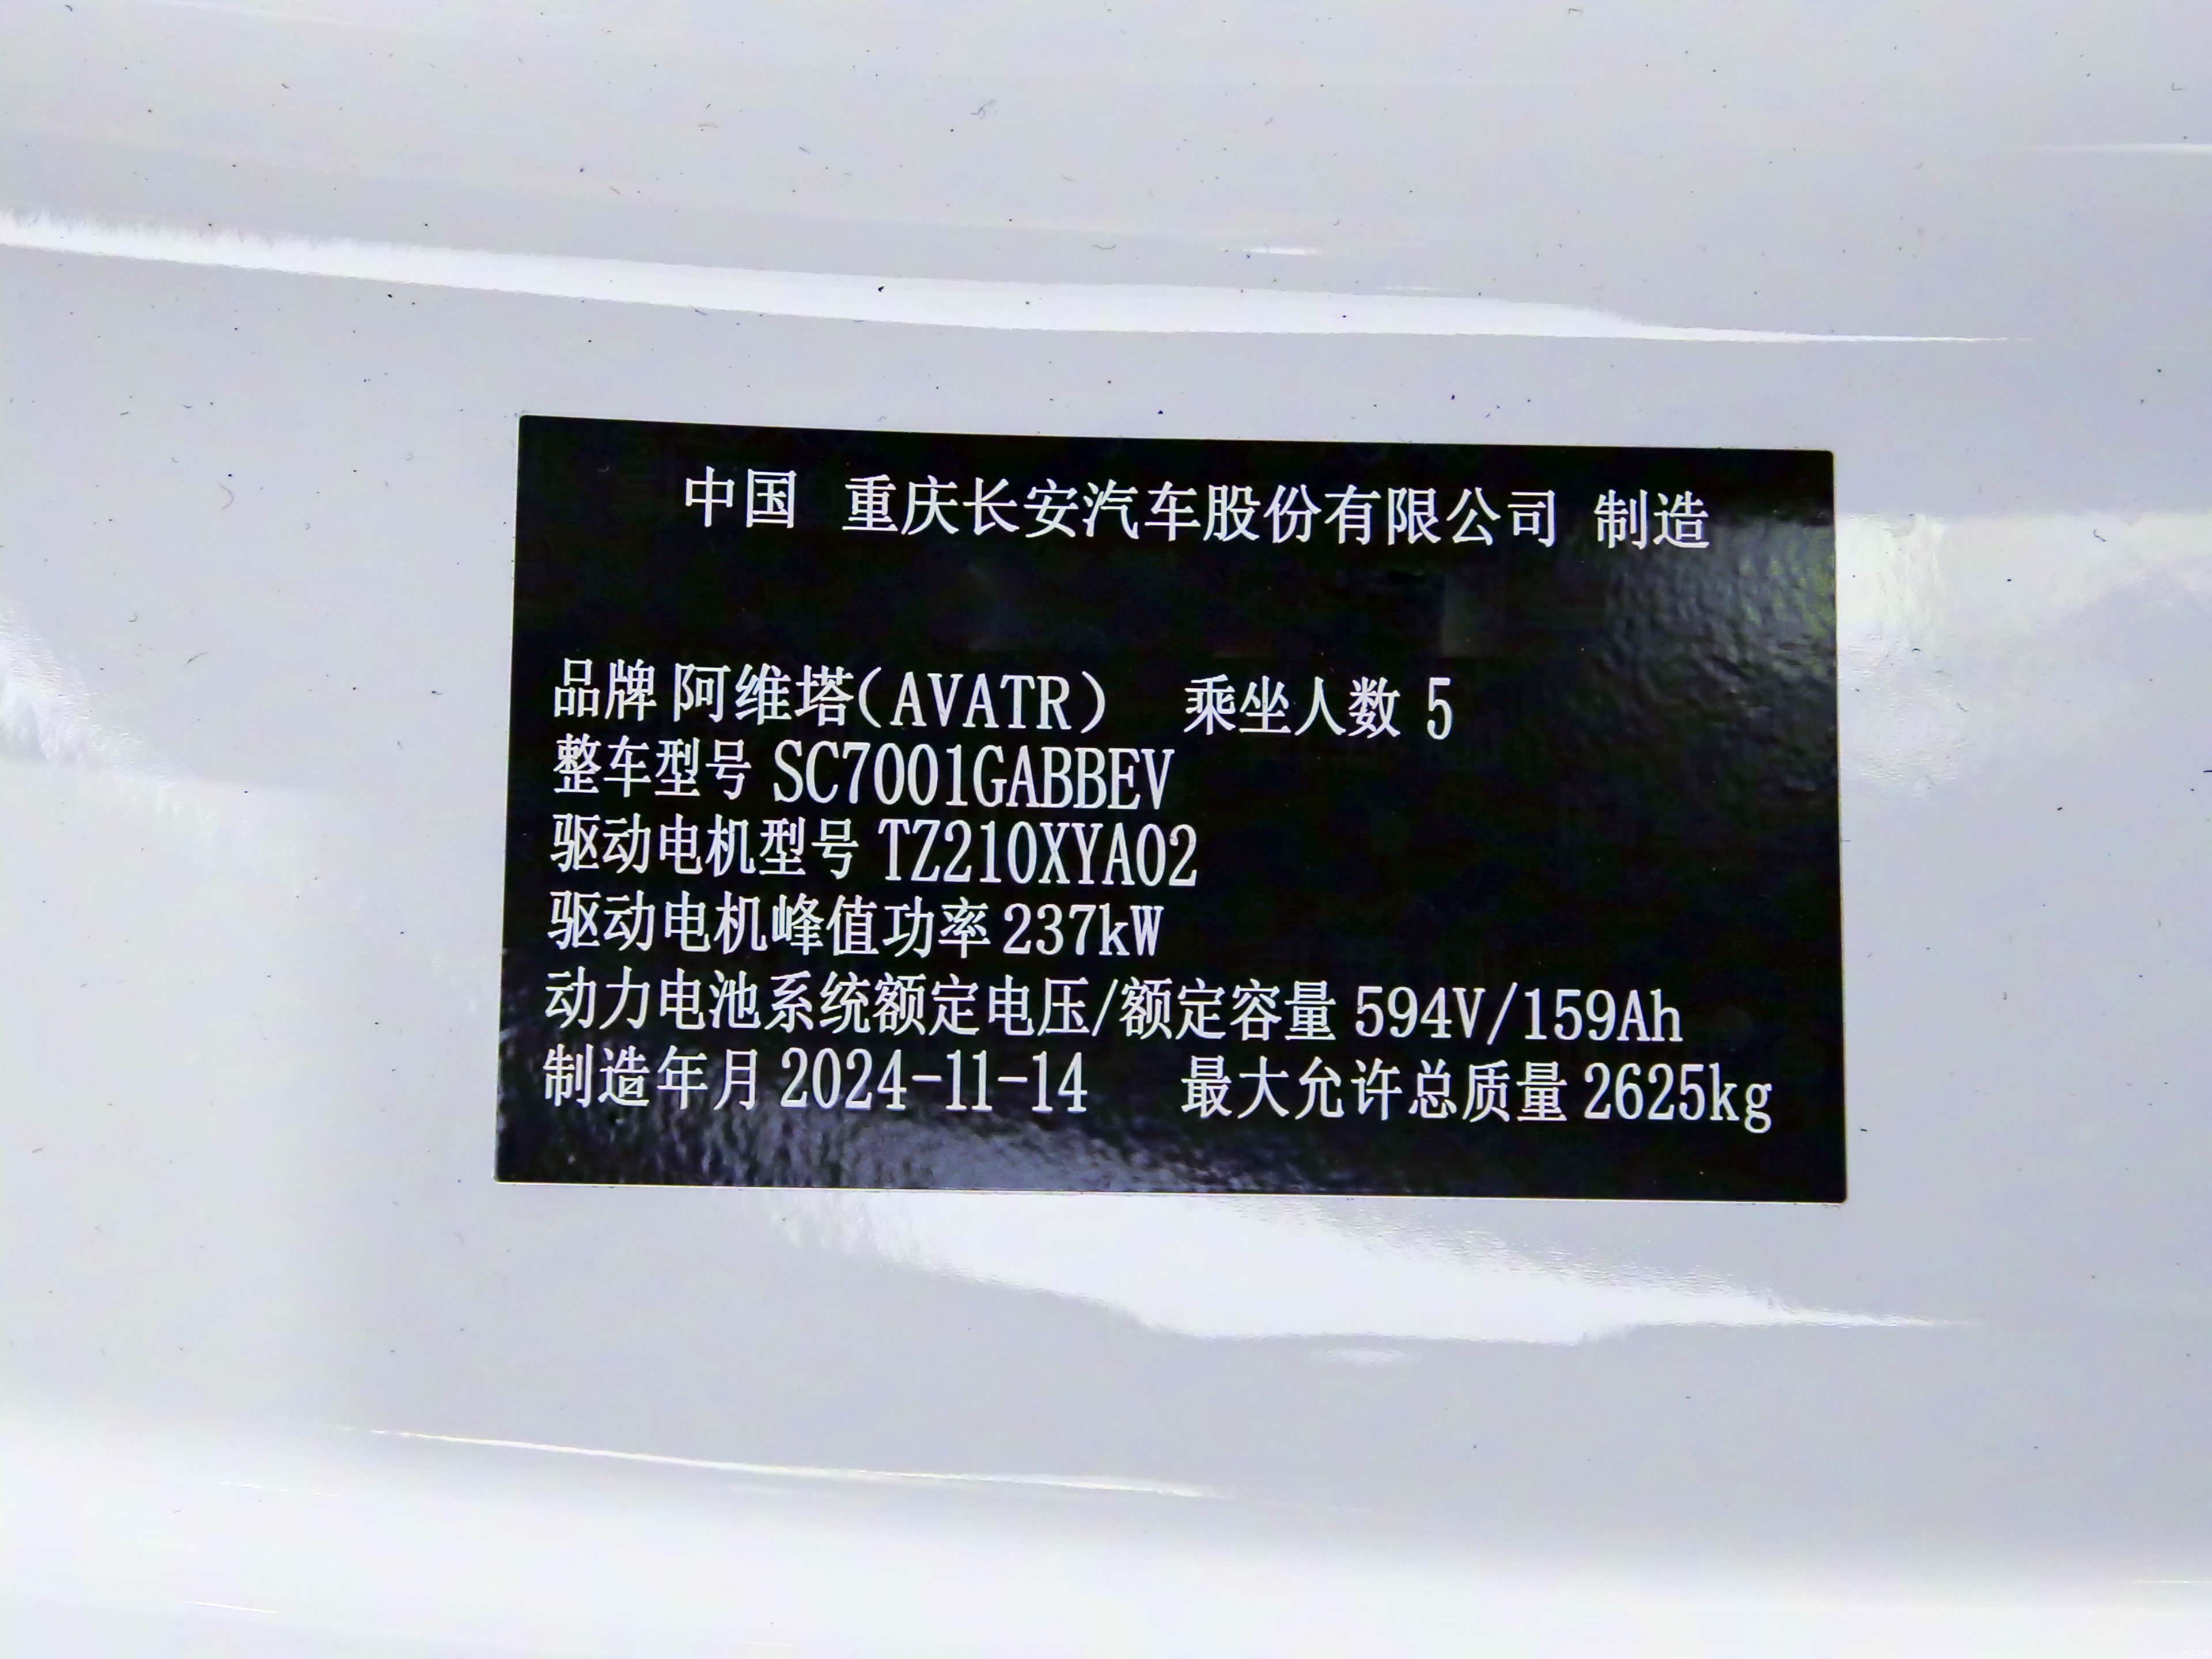 中国 重庆长安汽车股份有限公司 制造
品牌 阿维塔(AVATR) 乘坐人数 5
整车型号 SC7001GABBEV
驱动电机型号 TZ210XYA02
驱动电机峰值功率 237kW
动力电池系统额定电压/额定容量 594V/159Ah
制造年月 2024-11-14 最大允许总质量 2625kg